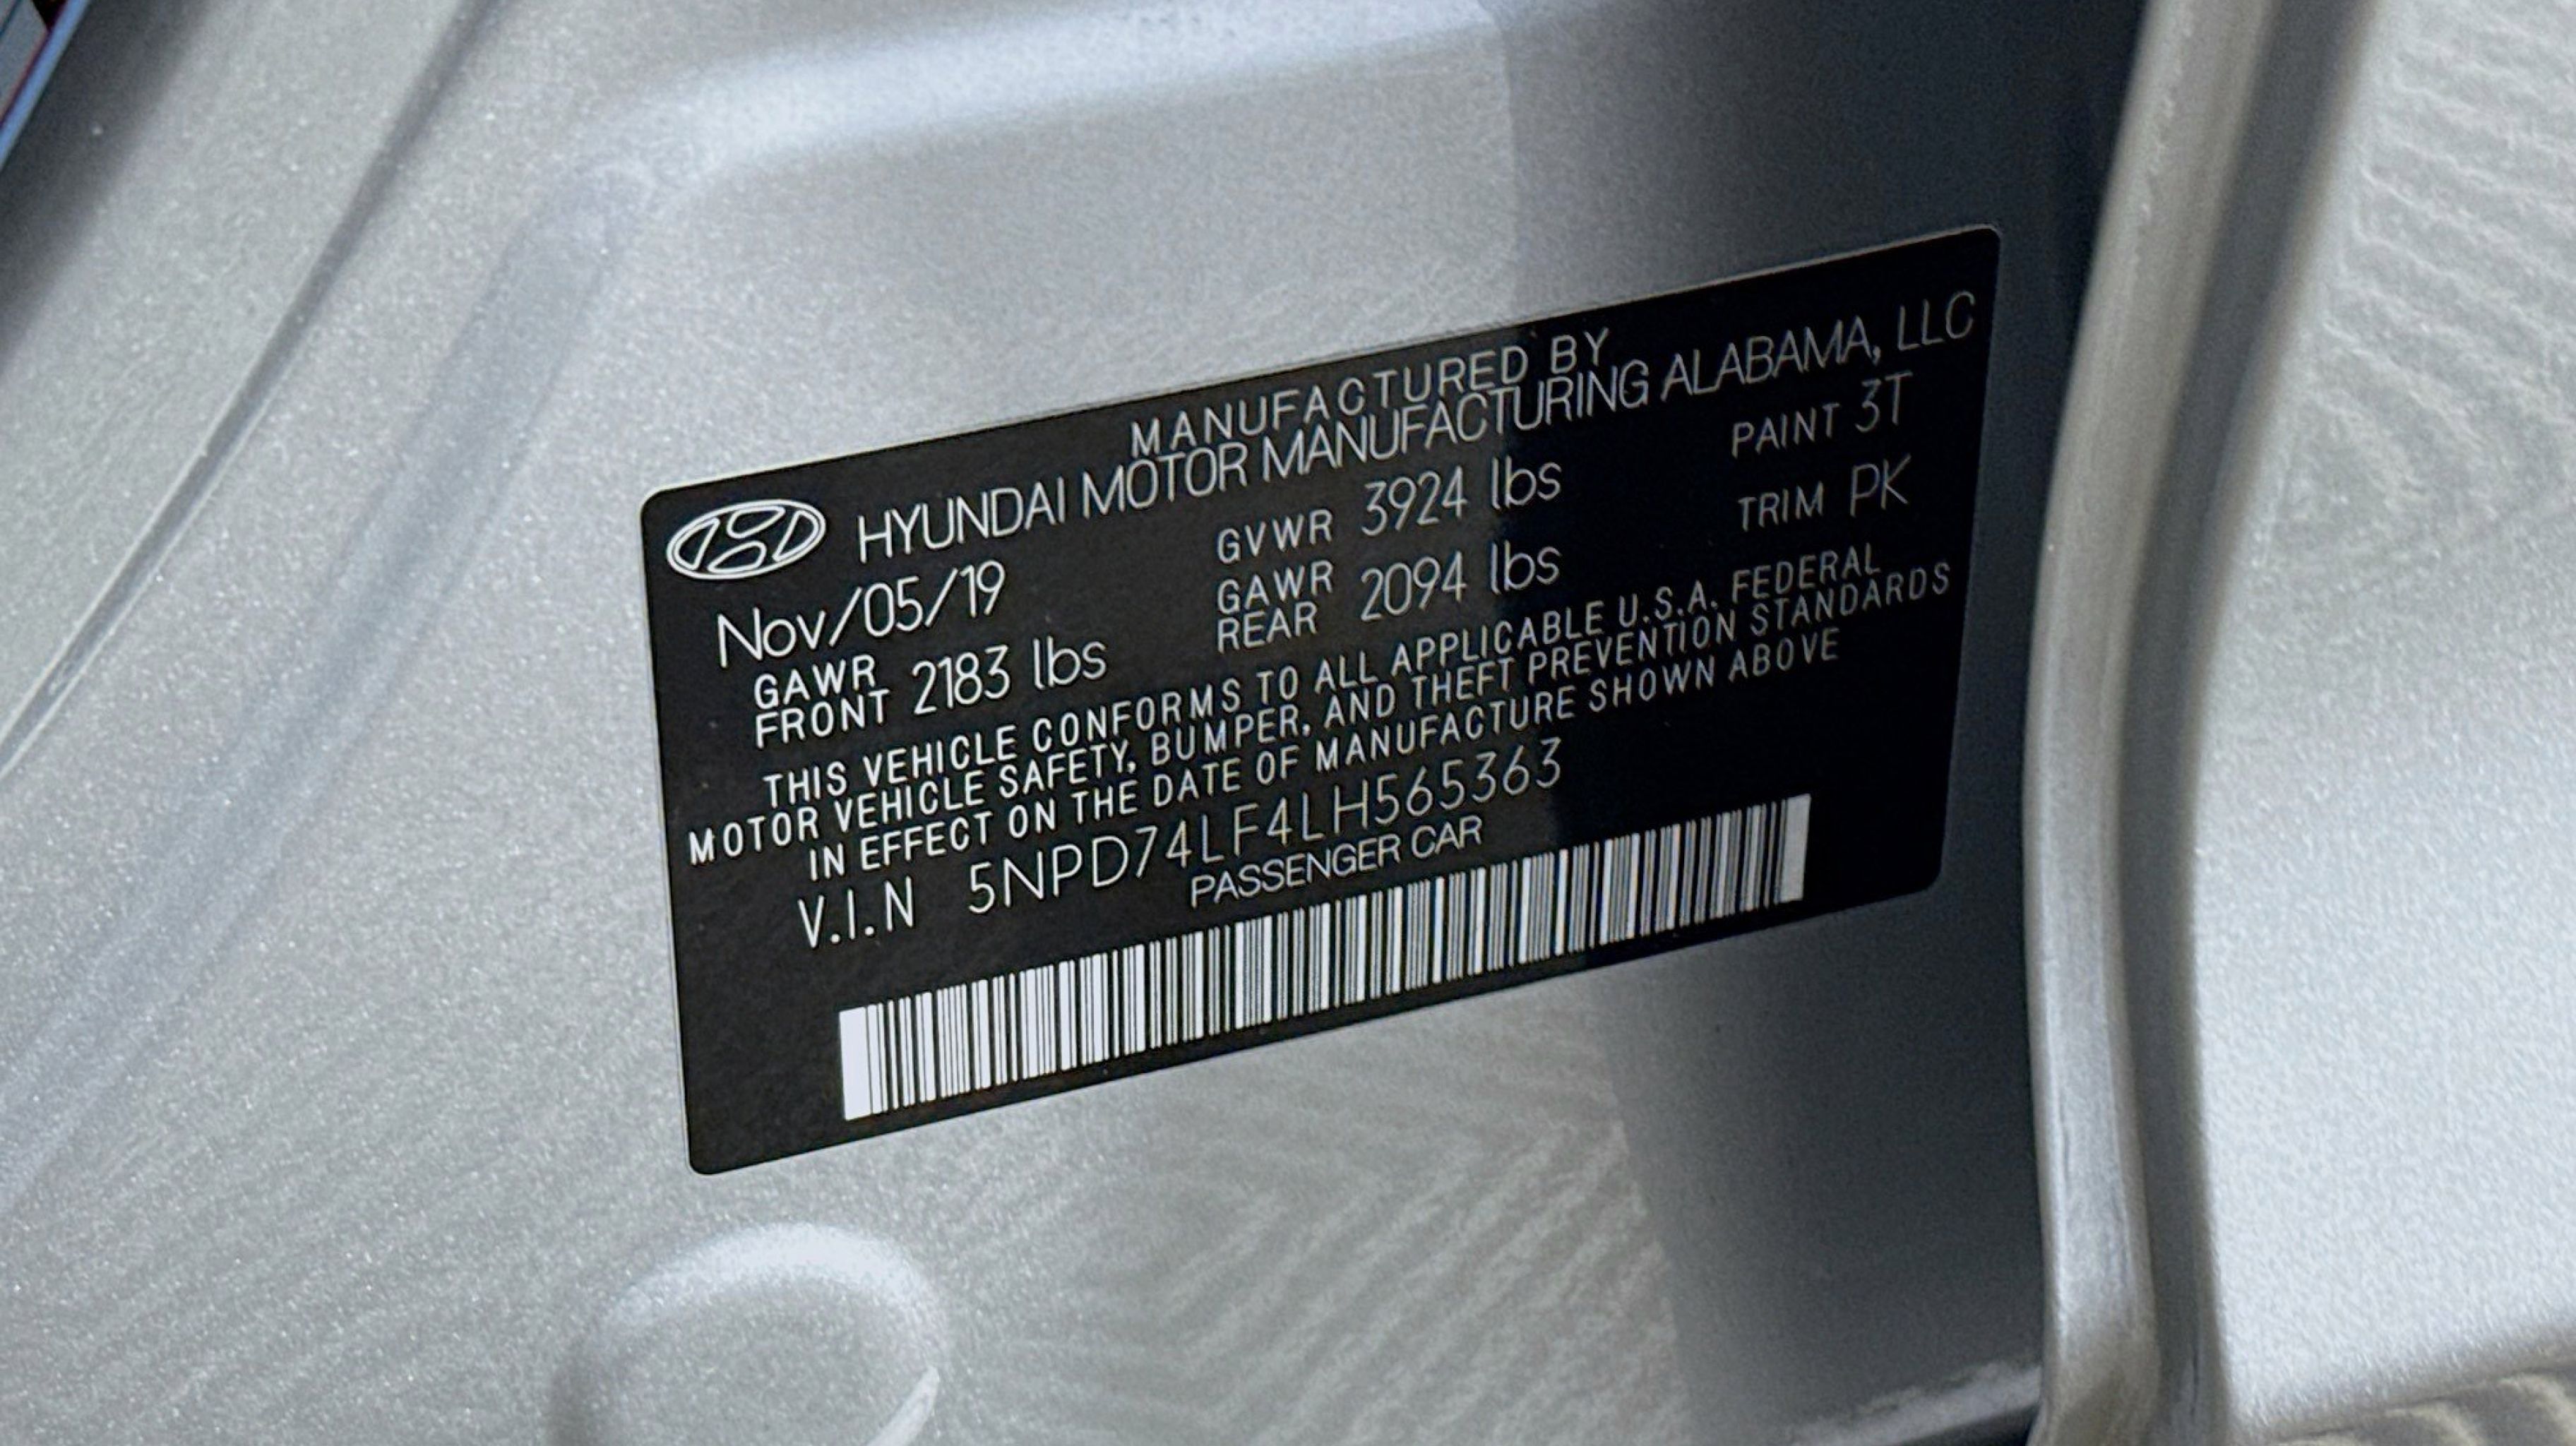 MANUFACTURED BY
HYUNDAI MOTOR MANUFACTURING ALABAMA, LLC
Nov/05/19 GVWR 3924 lbs PAINT 3T
GAWR FRONT 2183 lbs GAWR REAR 2094 lbs TRIM PK
THIS VEHICLE CONFORMS TO ALL APPLICABLE U.S.A. FEDERAL
MOTOR VEHICLE SAFETY, BUMPER, AND THEFT PREVENTION STANDARDS
IN EFFECT ON THE DATE OF MANUFACTURE SHOWN ABOVE
V.I.N 5NPD74LF4LH565363
PASSENGER CAR